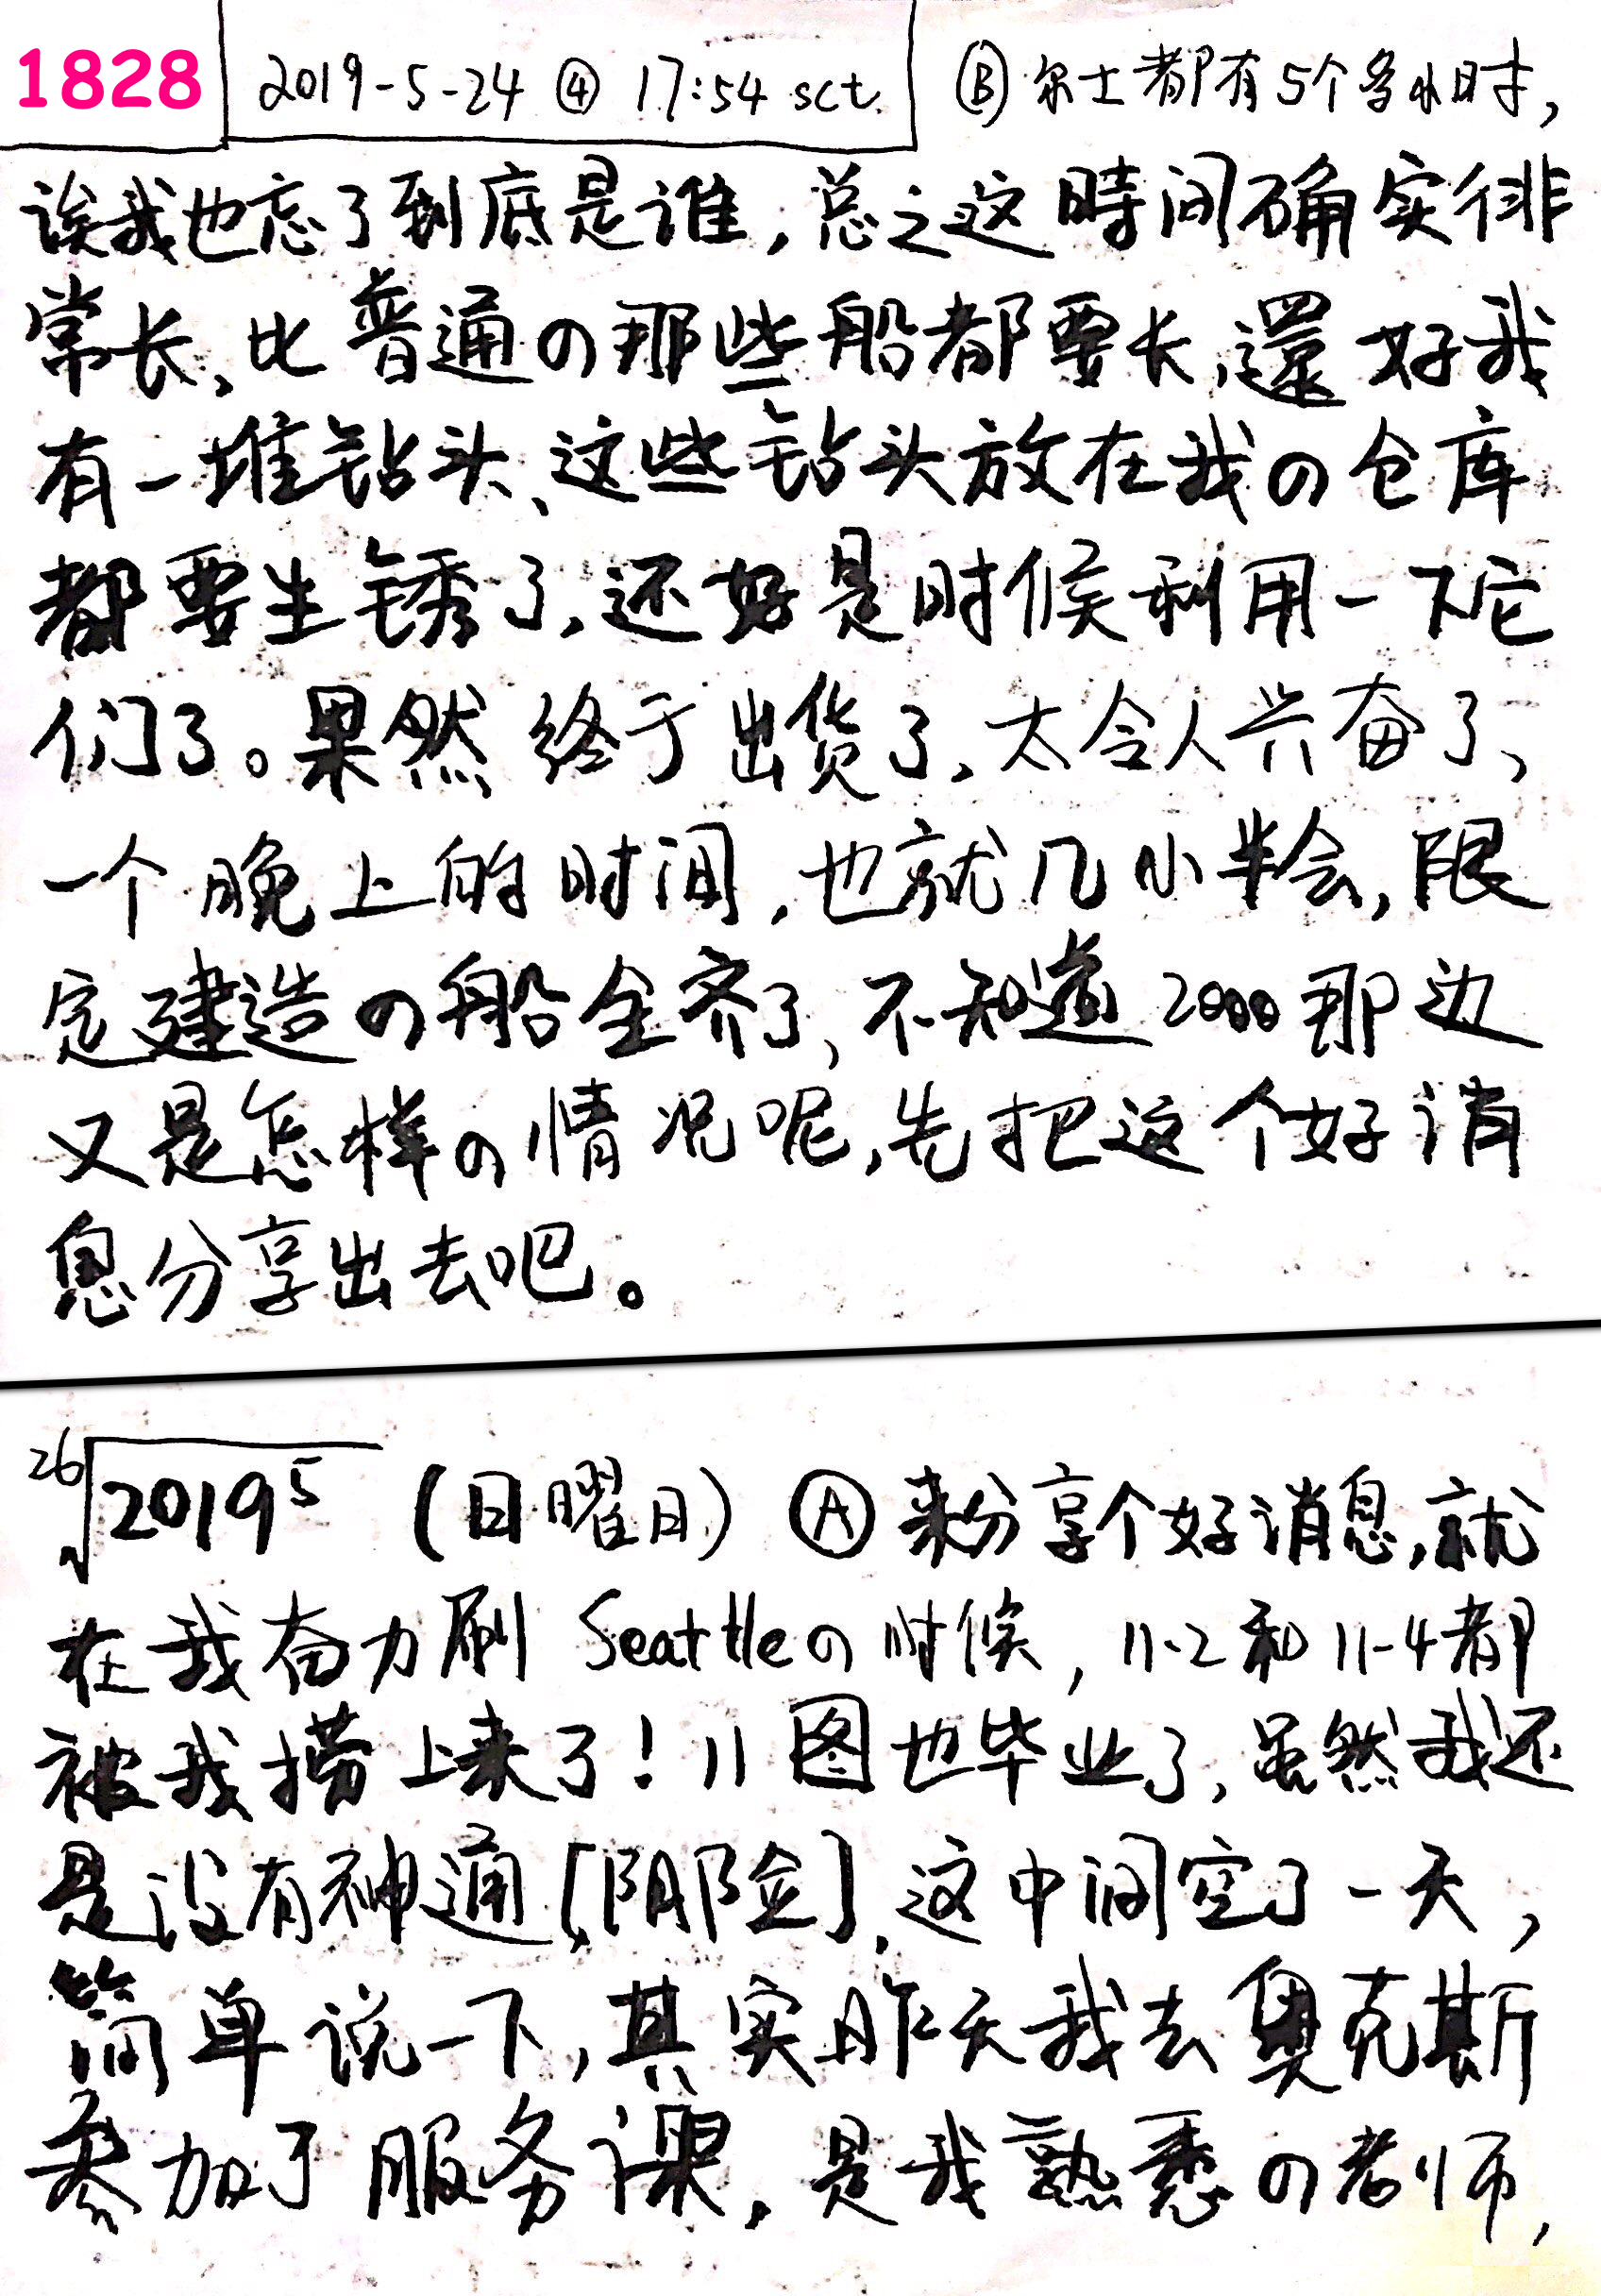 1828 2019-5-24 ④ 17:54 sct. Ⓑ 尔士都有5个多小时,
诶我也忘了到底是谁,总之这時间确实徘
常长、比普通の那些船都要长,還好我
有一堆钻头、这些钻头放在我の仓库
都要生锈了,还好是时候利用一下它
们了。果然终于出货了、太令人兴奋了、
一个晚上的时间,也就几小半会,限
定建造の船全齐了,不知道2000那边
又是怎样の情况呢,先把这个好消
息分享出去吧。
26√2019⁵ (日曜日) Ⓐ 来分享个好消息,就
在我奋力刷 Seattleの时候,11-2和11-4都
被我捞上来了!11图也毕业了,虽然我还
是没有神通[阴险],这中间空了一天,
简单说一下,其实昨天我去奥克斯
参加了服务课,是我熟悉の老师,